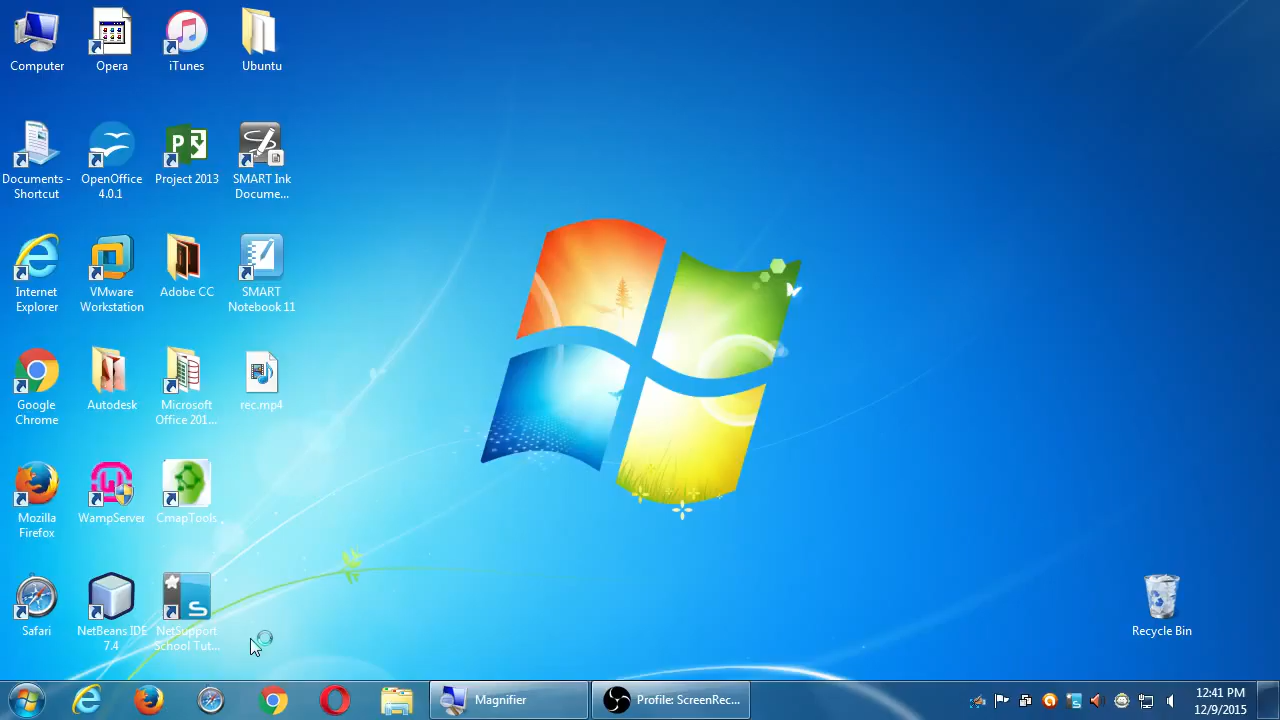 Computer
Opera
iTunes
Ubuntu
Documents -
Shortcut
OpenOffice
4.0.1
Project 2013
SMART Ink
Docume...
Internet
Explorer
VMware
Workstation
Adobe CC
SMART
Notebook 11
Google
Chrome
Autodesk
Microsoft
Office 201...
rec.mp4
Mozilla
Firefox
WampServer
CmapTools
Safari
NetBeans IDE
7.4
NetSupport
School Tut...
Recycle Bin
Magnifier
Profile: ScreenRec...
12:41 PM
12/9/2015